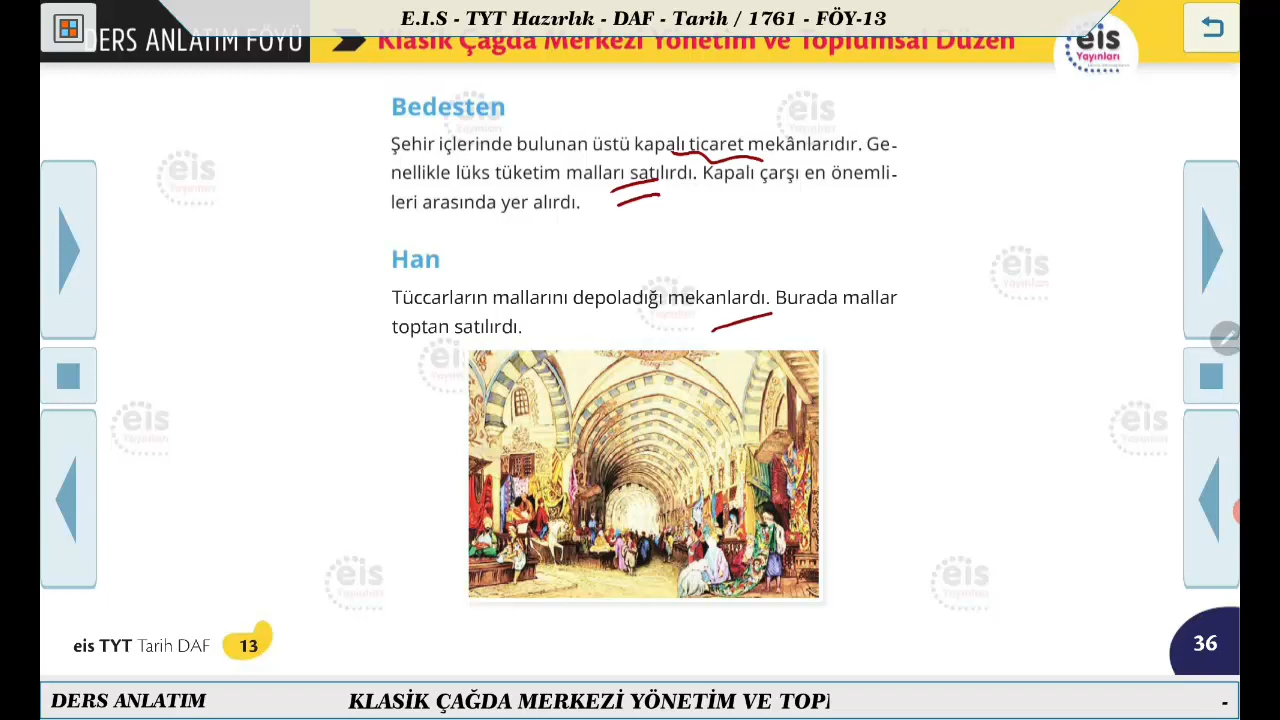 E.I.S - TYT Hazırlık - DAF - Tarih / 1761 - FÖY-13
DERS ANLATIM FÖYÜ
Klasik Çağda Merkezi Yönetim ve Toplumsal Düzen
eis
Yayınları
Bedesten
Şehir içlerinde bulunan üstü kapalı ticaret mekânlarıdır. Ge-
nellikle lüks tüketim malları satılırdı. Kapalı çarşı en önemli-
leri arasında yer alırdı.
Han
Tüccarların mallarını depoladığı mekanlardı. Burada mallar
toptan satılırdı.
eis TYT Tarih DAF 13
36
DERS ANLATIM
KLASİK ÇAĞDA MERKEZİ YÖNETİM VE TOPI
-